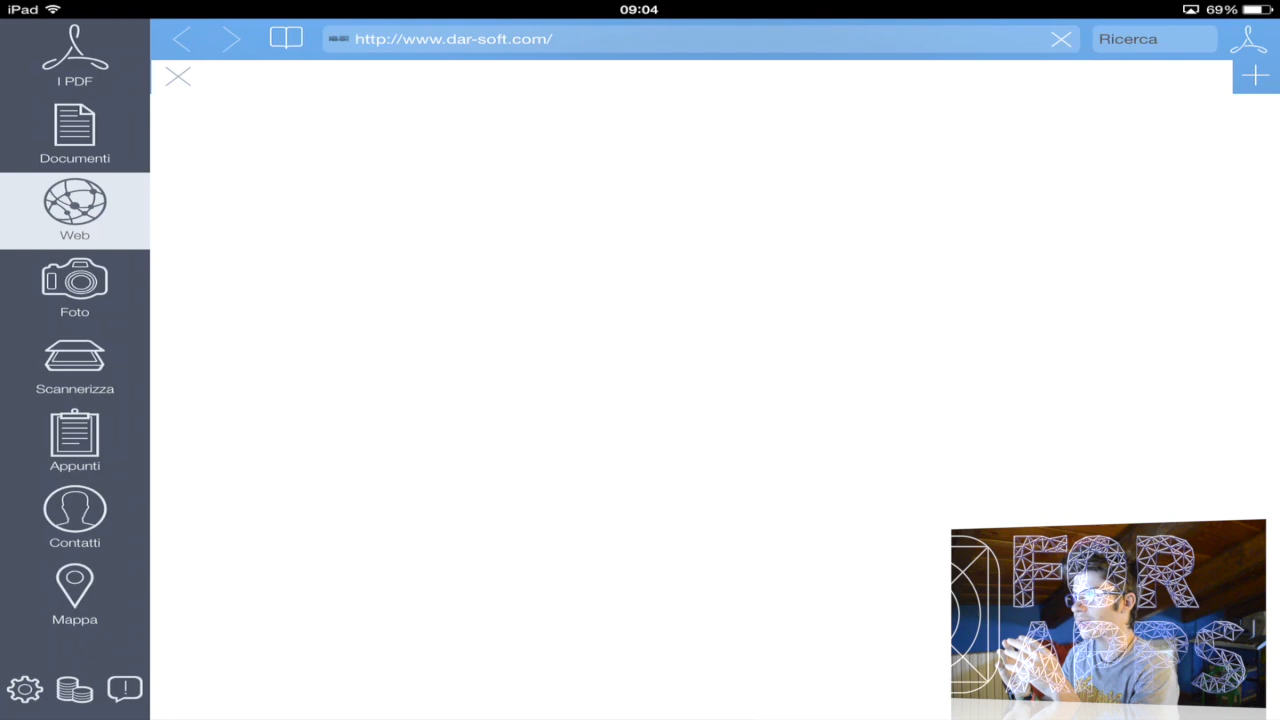 iPad
09:04
69%
I PDF
http://www.dar-soft.com/
Ricerca
Documenti
Web
Foto
Scannerizza
Appunti
Contatti
Mappa
FOR
APPS